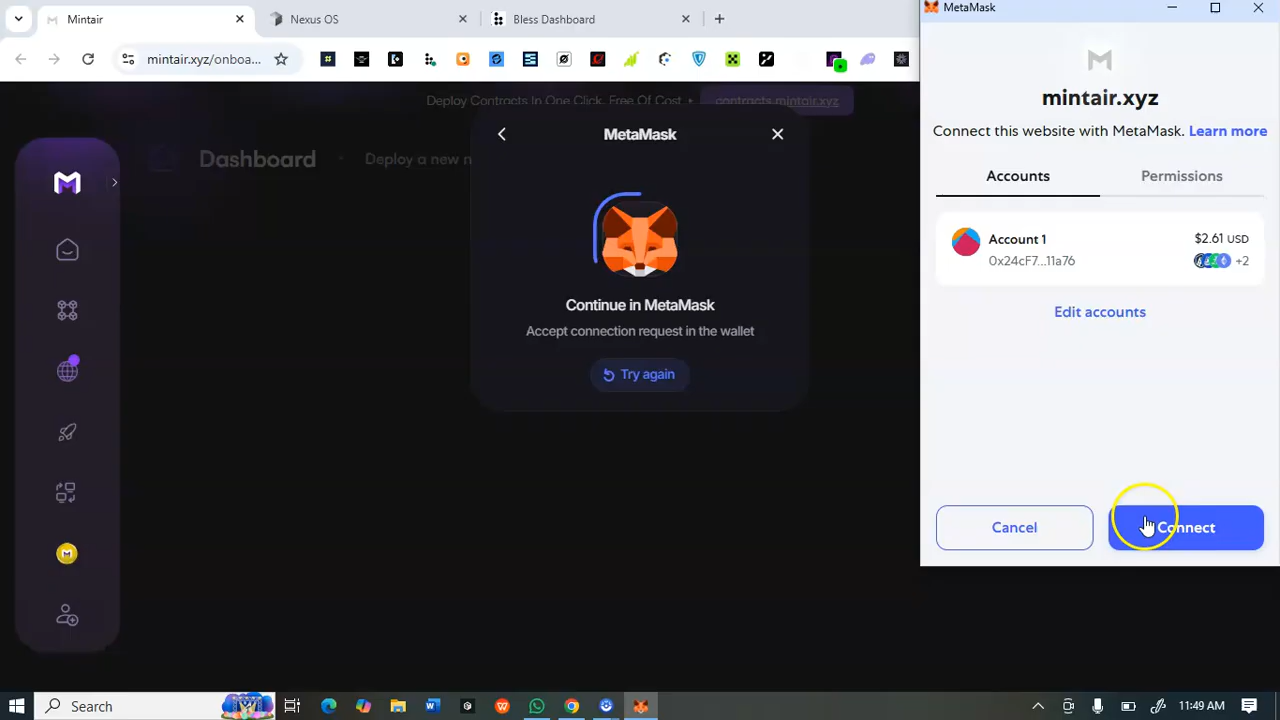 Mintair
Nexus OS
Bless Dashboard
mintair.xyz/onboa...
Deploy Contracts In One Click, Free Of Cost
contracts.mintair.xyz
Dashboard
Deploy a new n
MetaMask
Continue in MetaMask
Accept connection request in the wallet
Try again
MetaMask
mintair.xyz
Connect this website with MetaMask. Learn more
Accounts Permissions
Account 1 $2.61 USD
0x24cF7...11a76 +2
Edit accounts
Cancel Connect
Search
11:49 AM